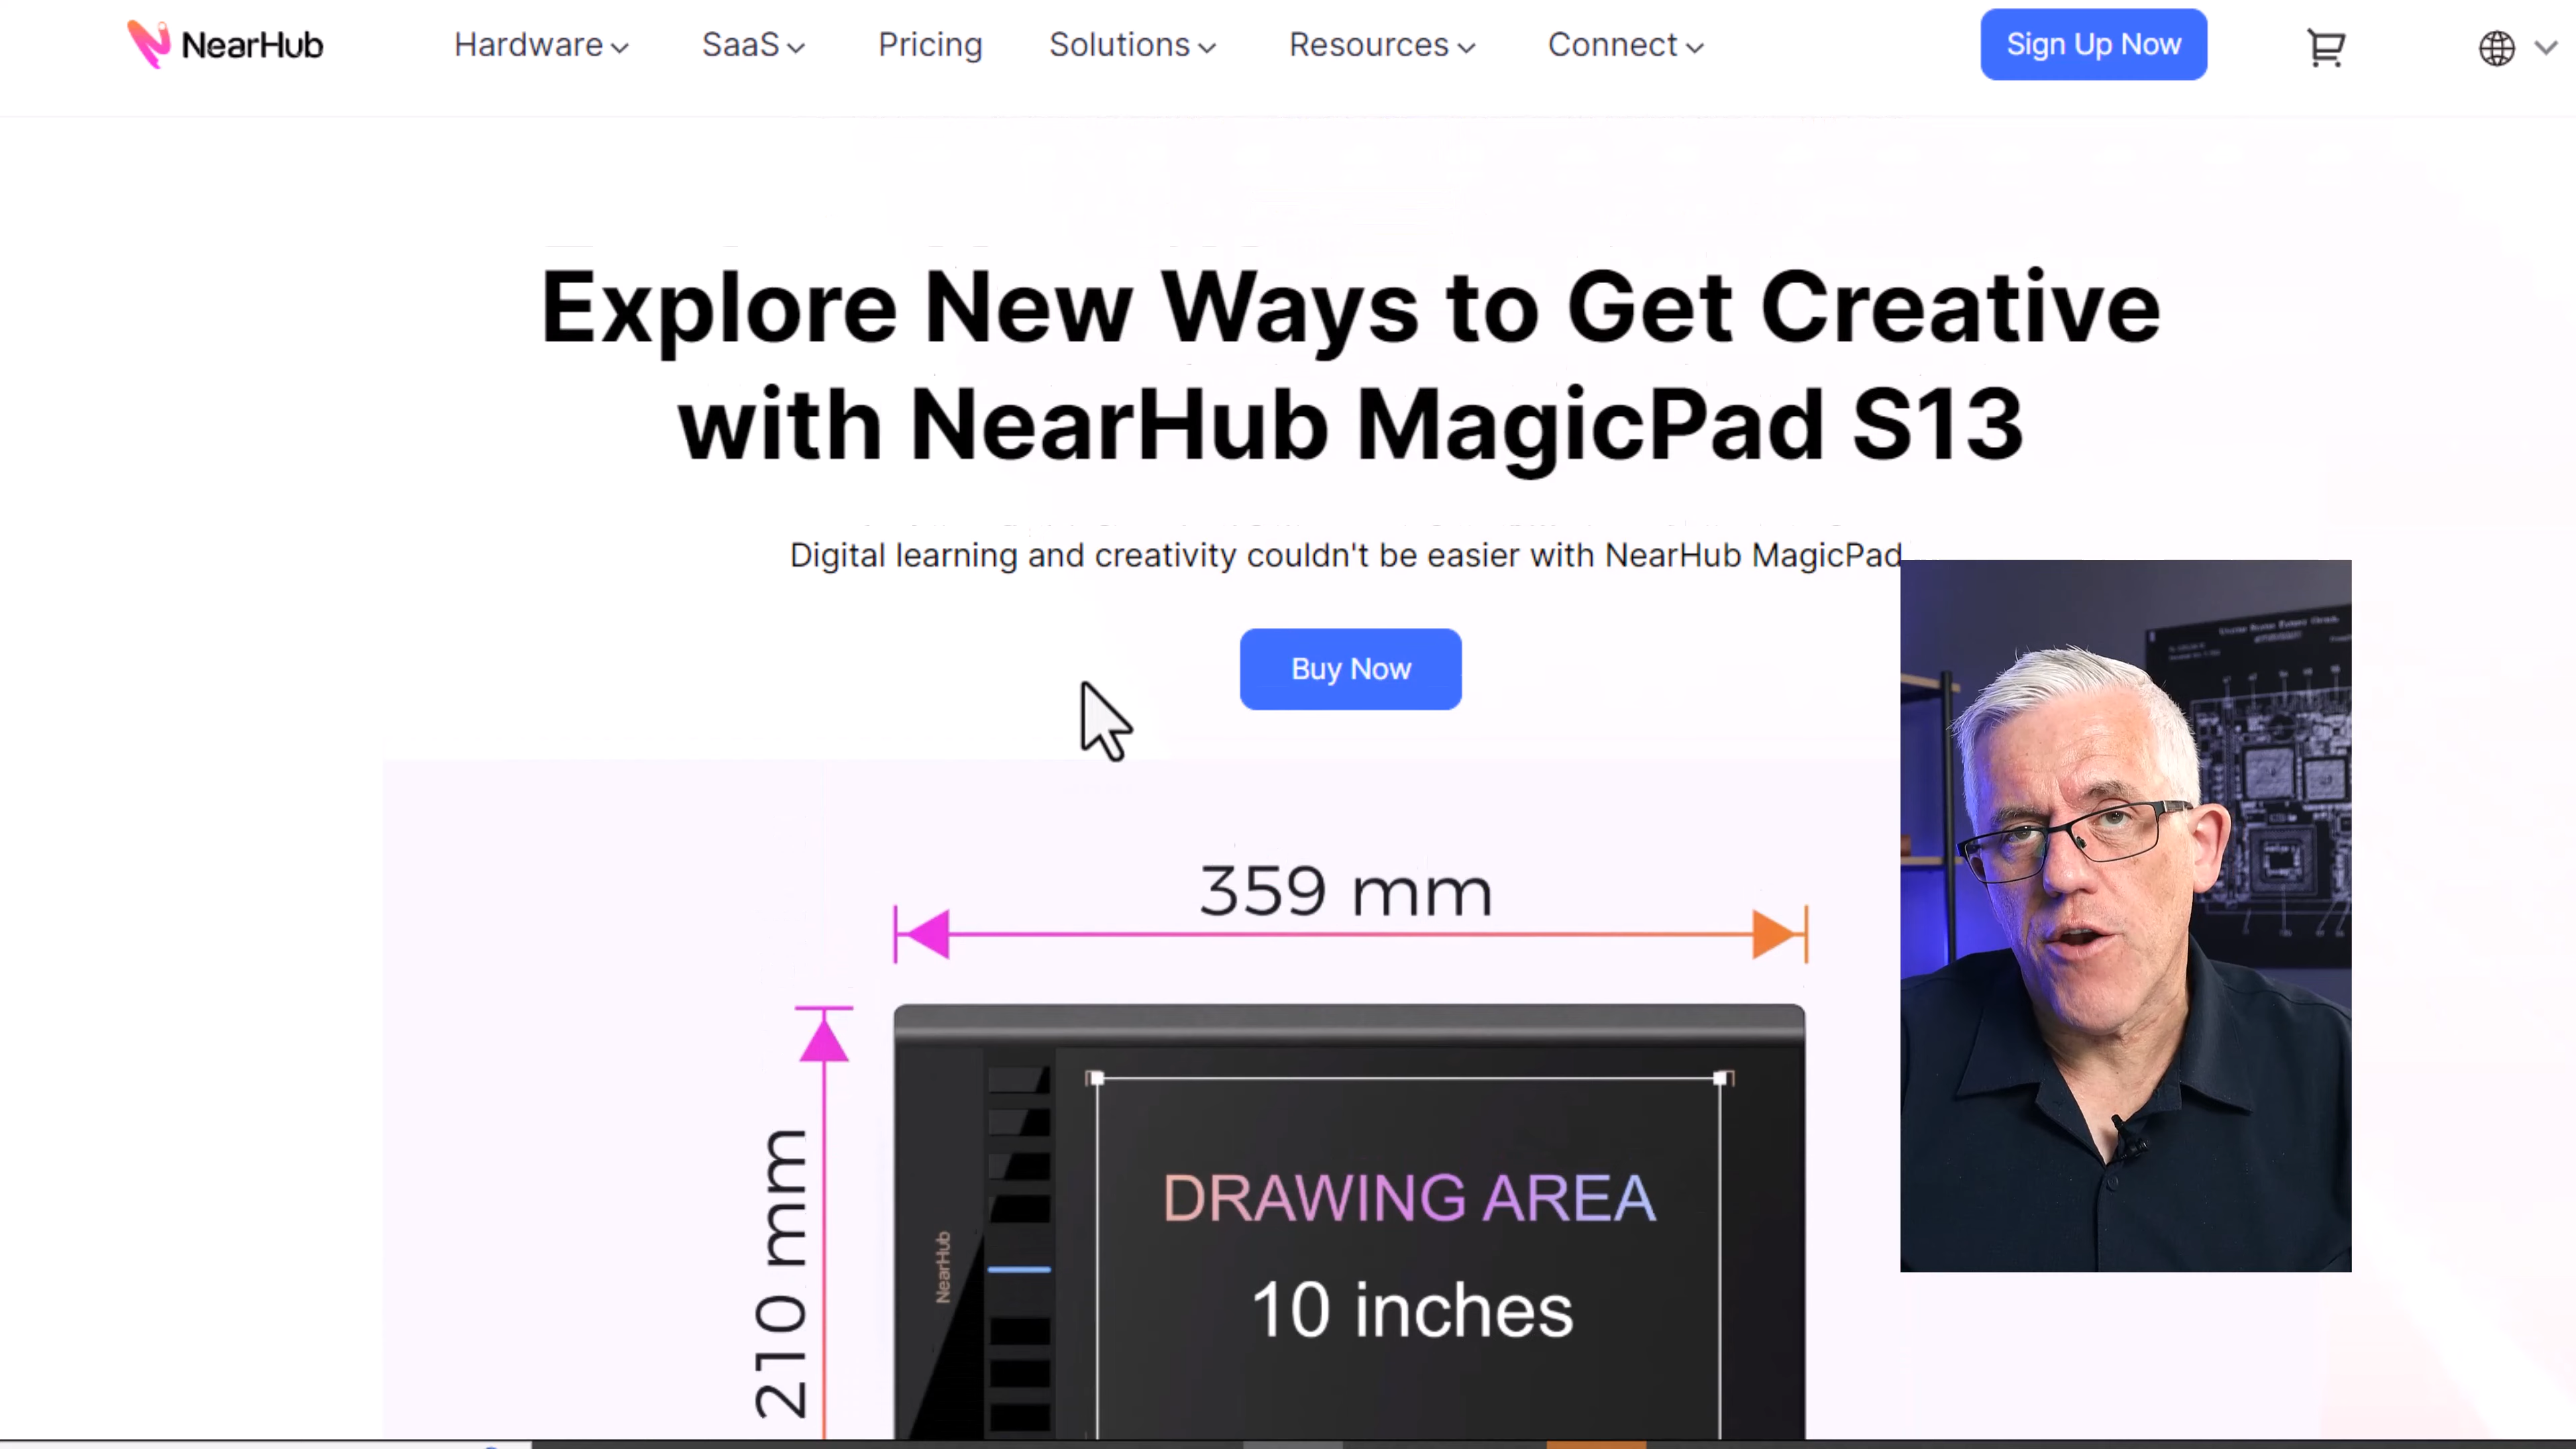 NearHub
Hardware
SaaS
Pricing
Solutions
Resources
Connect
Sign Up Now
Explore New Ways to Get Creative
with NearHub MagicPad S13
Digital learning and creativity couldn't be easier with NearHub MagicPad
Buy Now
359 mm
210 mm
NearHub
DRAWING AREA
10 inches